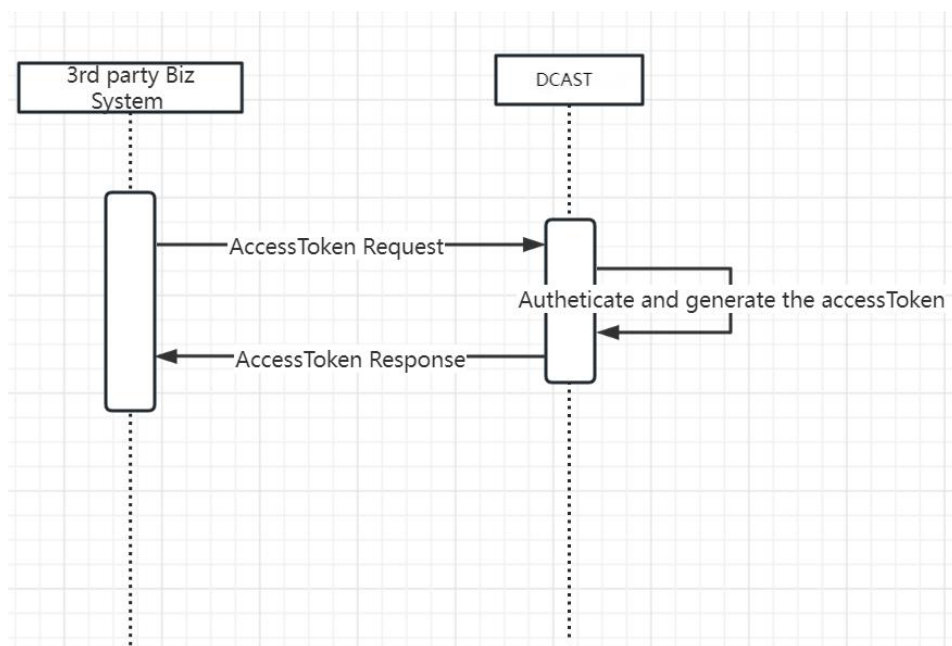 3rd party Biz
System
DCAST
AccessToken Request
Autheticate and generate the accessToken
AccessToken Response